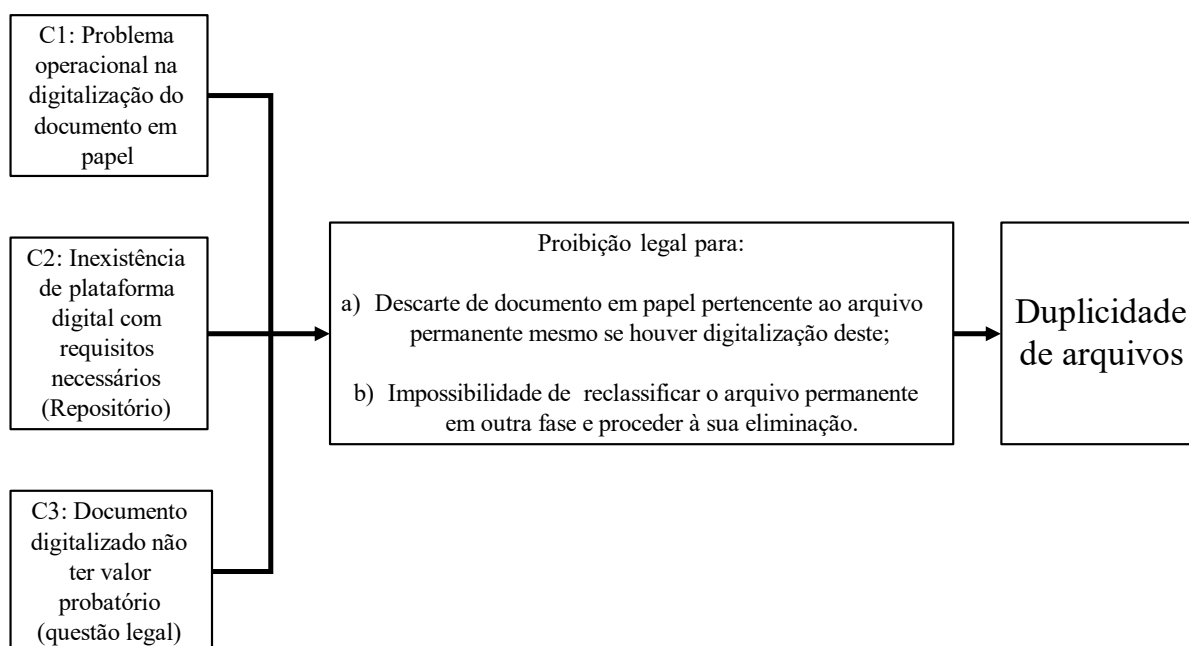 C1: Problema
operacional na
digitalização do
documento em
papel
C2: Inexistência
de plataforma
digital com
requisitos
necessários
(Repositório)
C3: Documento
digitalizado não
ter valor
probatório
(questão legal)
Proibição legal para:
a) Descarte de documento em papel pertencente ao arquivo
permanente mesmo se houver digitalização deste;
b) Impossibilidade de reclassificar o arquivo permanente
em outra fase e proceder à sua eliminação.
Duplicidade
de arquivos